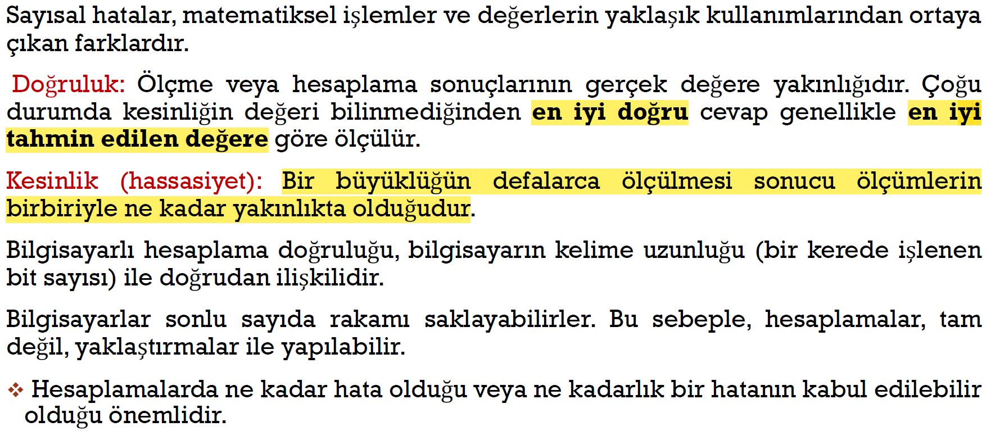 Sayısal hatalar, matematiksel işlemler ve değerlerin yaklaşık kullanımlarından ortaya
çıkan farklardır.
Doğruluk: Ölçme veya hesaplama sonuçlarının gerçek değere yakınlığıdır. Çoğu
durumda kesinliğin değeri bilinmediğinden en iyi doğru cevap genellikle en iyi
tahmin edilen değere göre ölçülür.
Kesinlik (hassasiyet): Bir büyüklüğün defalarca ölçülmesi sonucu ölçümlerin
birbiriyle ne kadar yakınlıkta olduğudur.
Bilgisayarlı hesaplama doğruluğu, bilgisayarın kelime uzunluğu (bir kerede işlenen
bit sayısı) ile doğrudan ilişkilidir.
Bilgisayarlar sonlu sayıda rakamı saklayabilirler. Bu sebeple, hesaplamalar, tam
değil, yaklaştırmalar ile yapılabilir.
❖ Hesaplamalarda ne kadar hata olduğu veya ne kadarlık bir hatanın kabul edilebilir
olduğu önemlidir.